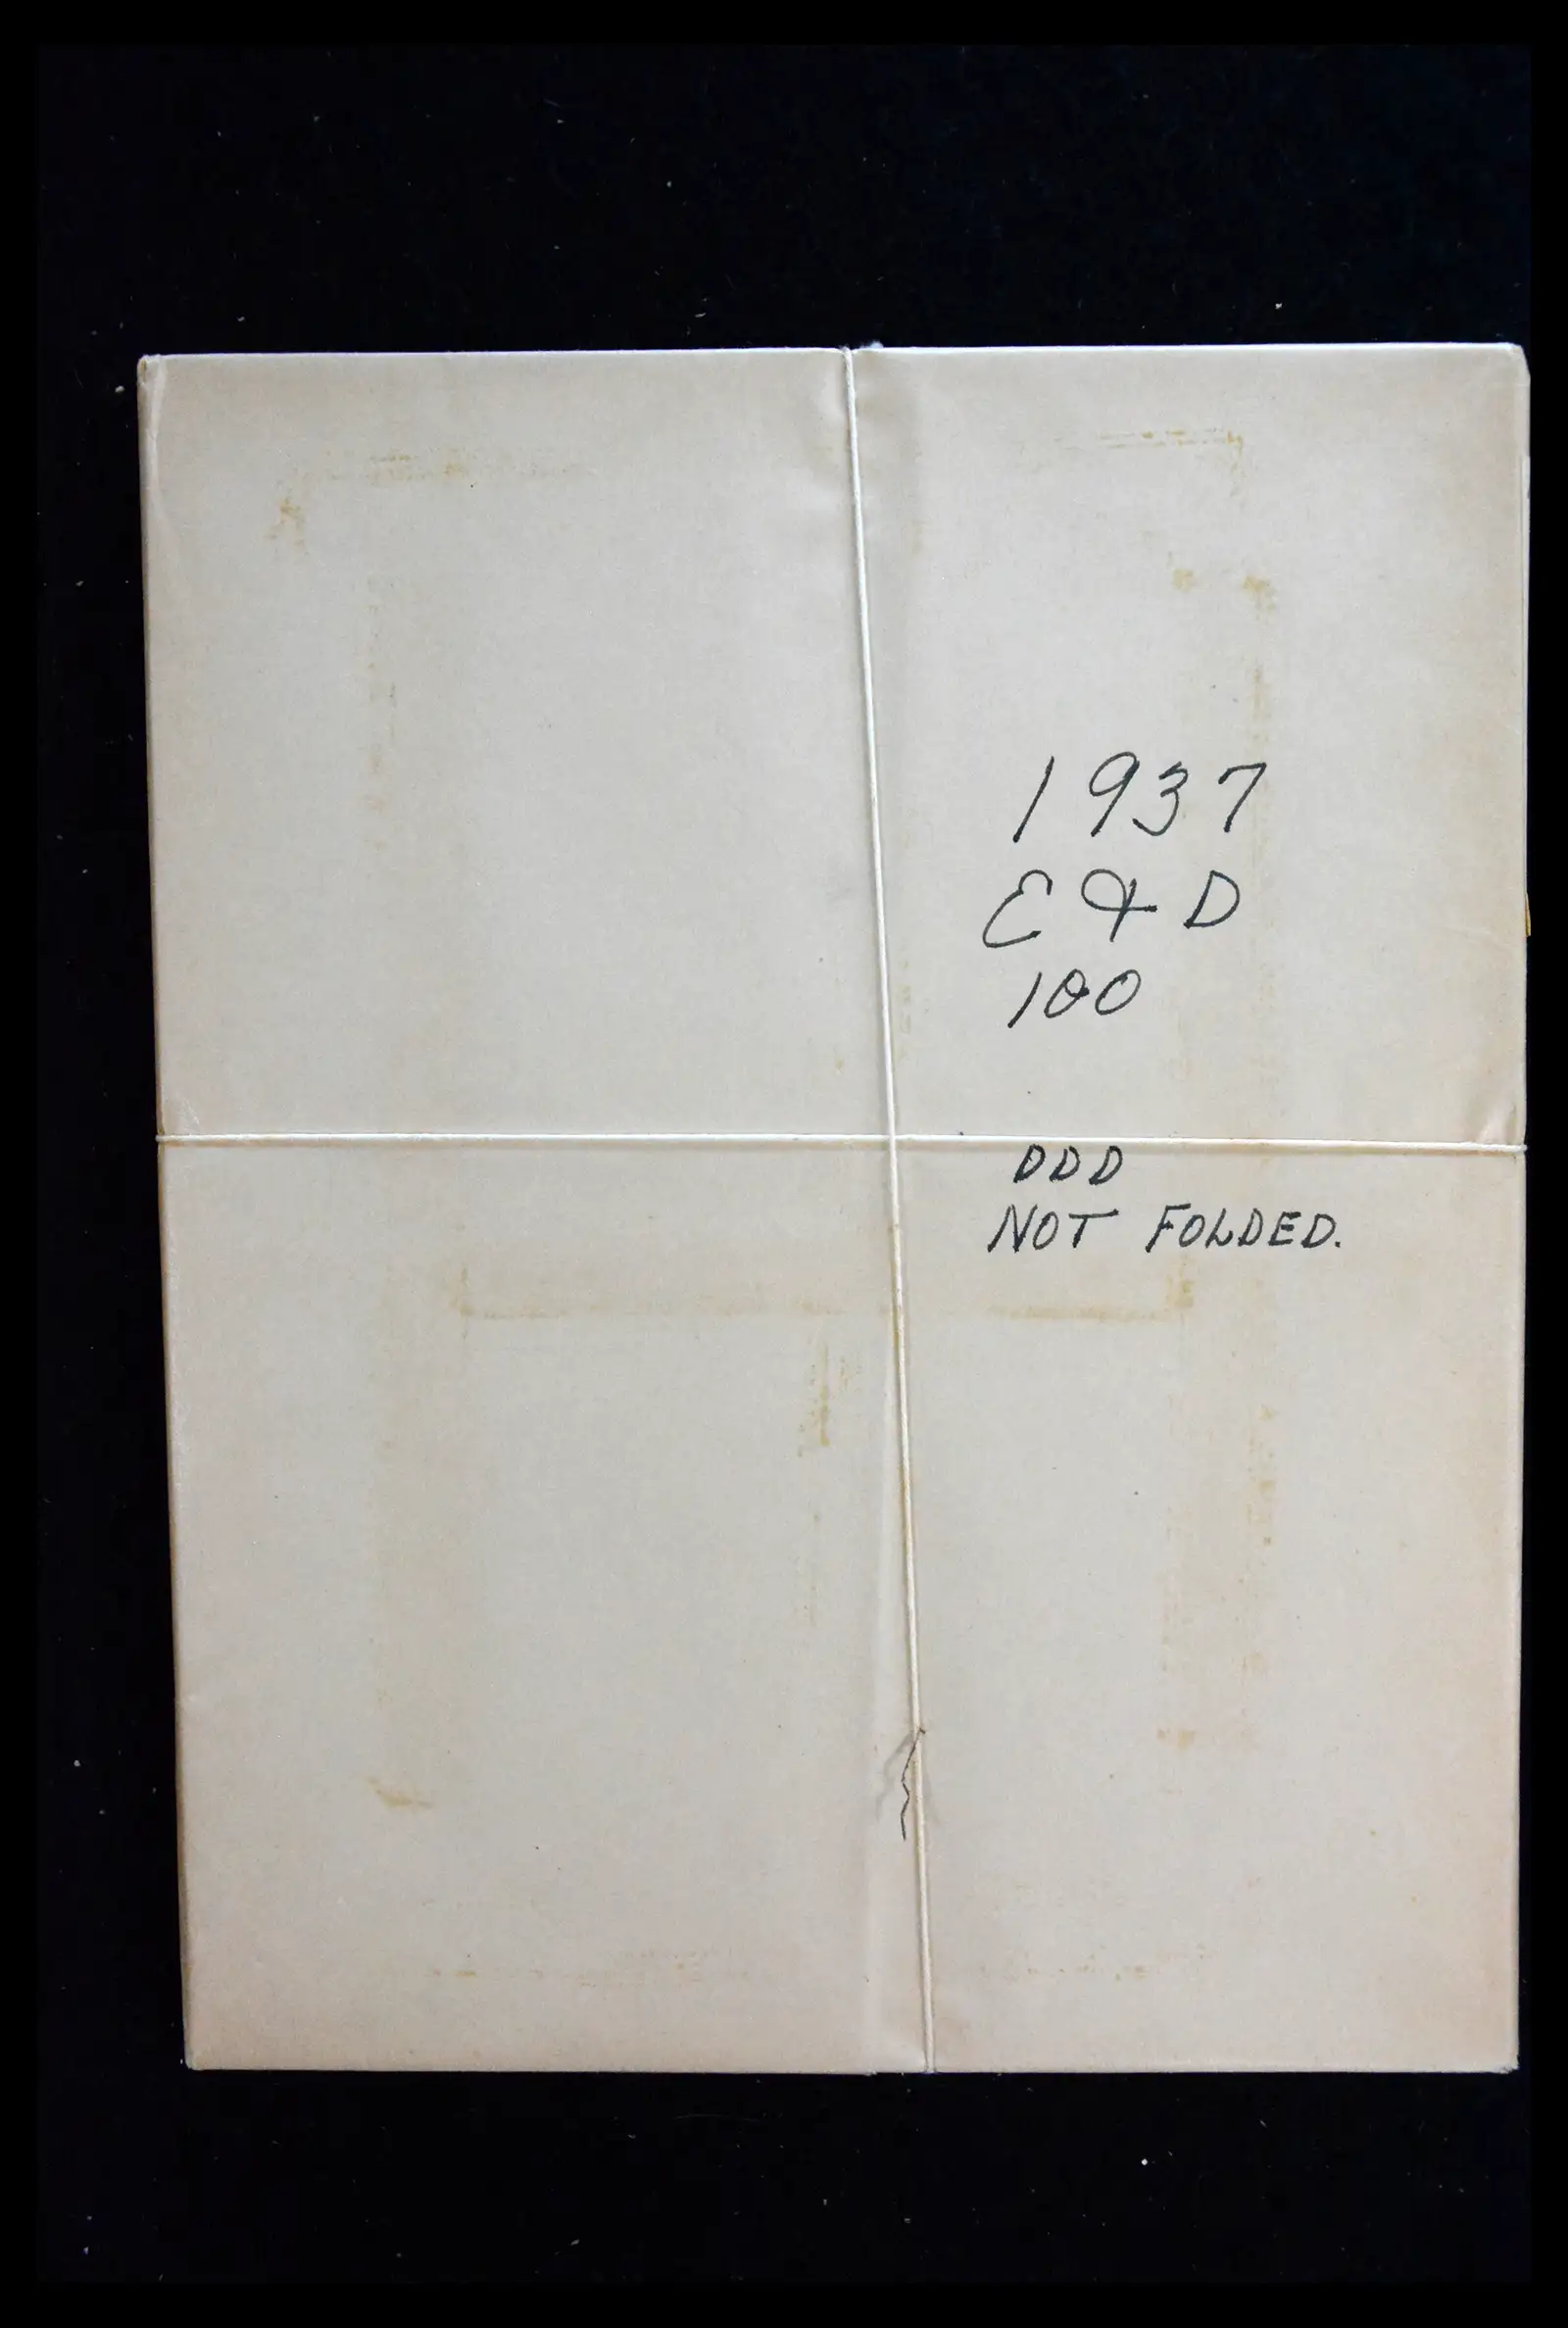 1937
E & D
100
DDD
NOT FOLDED.